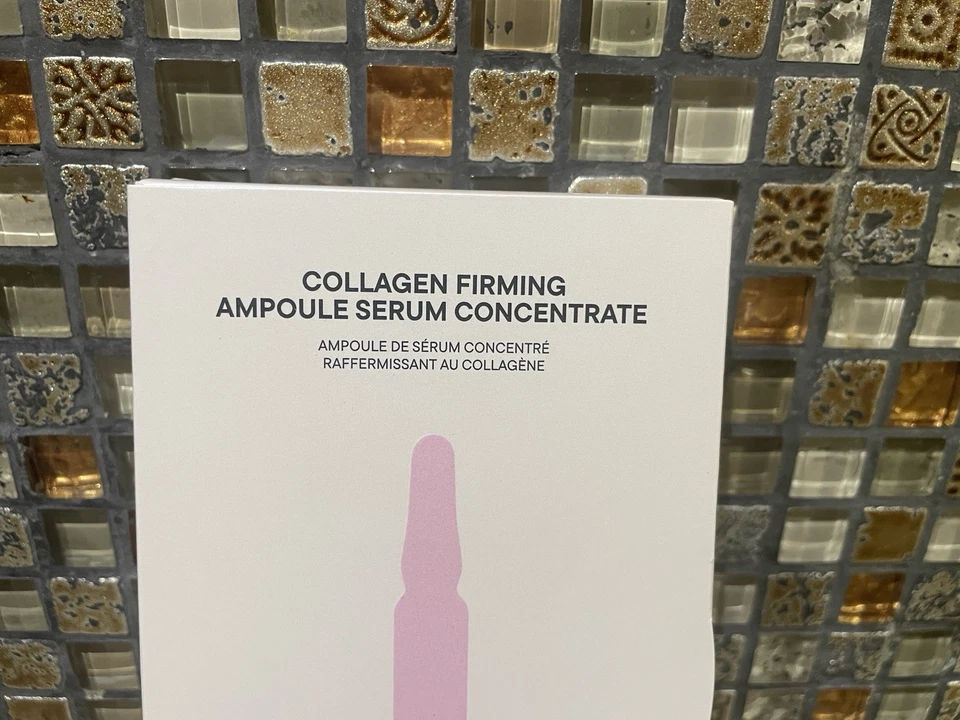 COLLAGEN FIRMING
AMPOULE SERUM CONCENTRATE
AMPOULE DE SÉRUM CONCENTRÉ
RAFFERMISSANT AU COLLAGÈNE